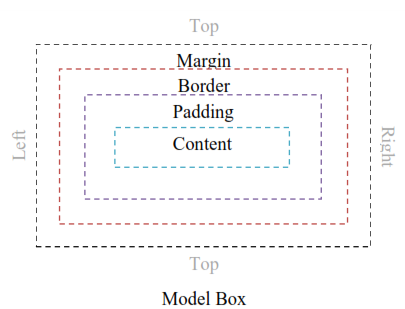 Top
Margin
Border
Padding
Left
Content
Right
Top
Model Box